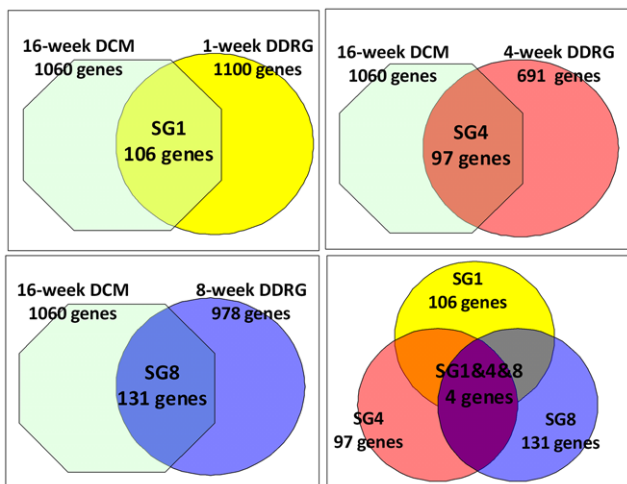 16-week DCM
1060 genes
1-week DDRG
1100 genes
SG1
106 genes
16-week DCM
1060 genes
4-week DDRG
691 genes
SG4
97 genes
16-week DCM
1060 genes
8-week DDRG
978 genes
SG8
131 genes
SG1
106 genes
SG1&4&8
4 genes
SG4
97 genes
SG8
131 genes